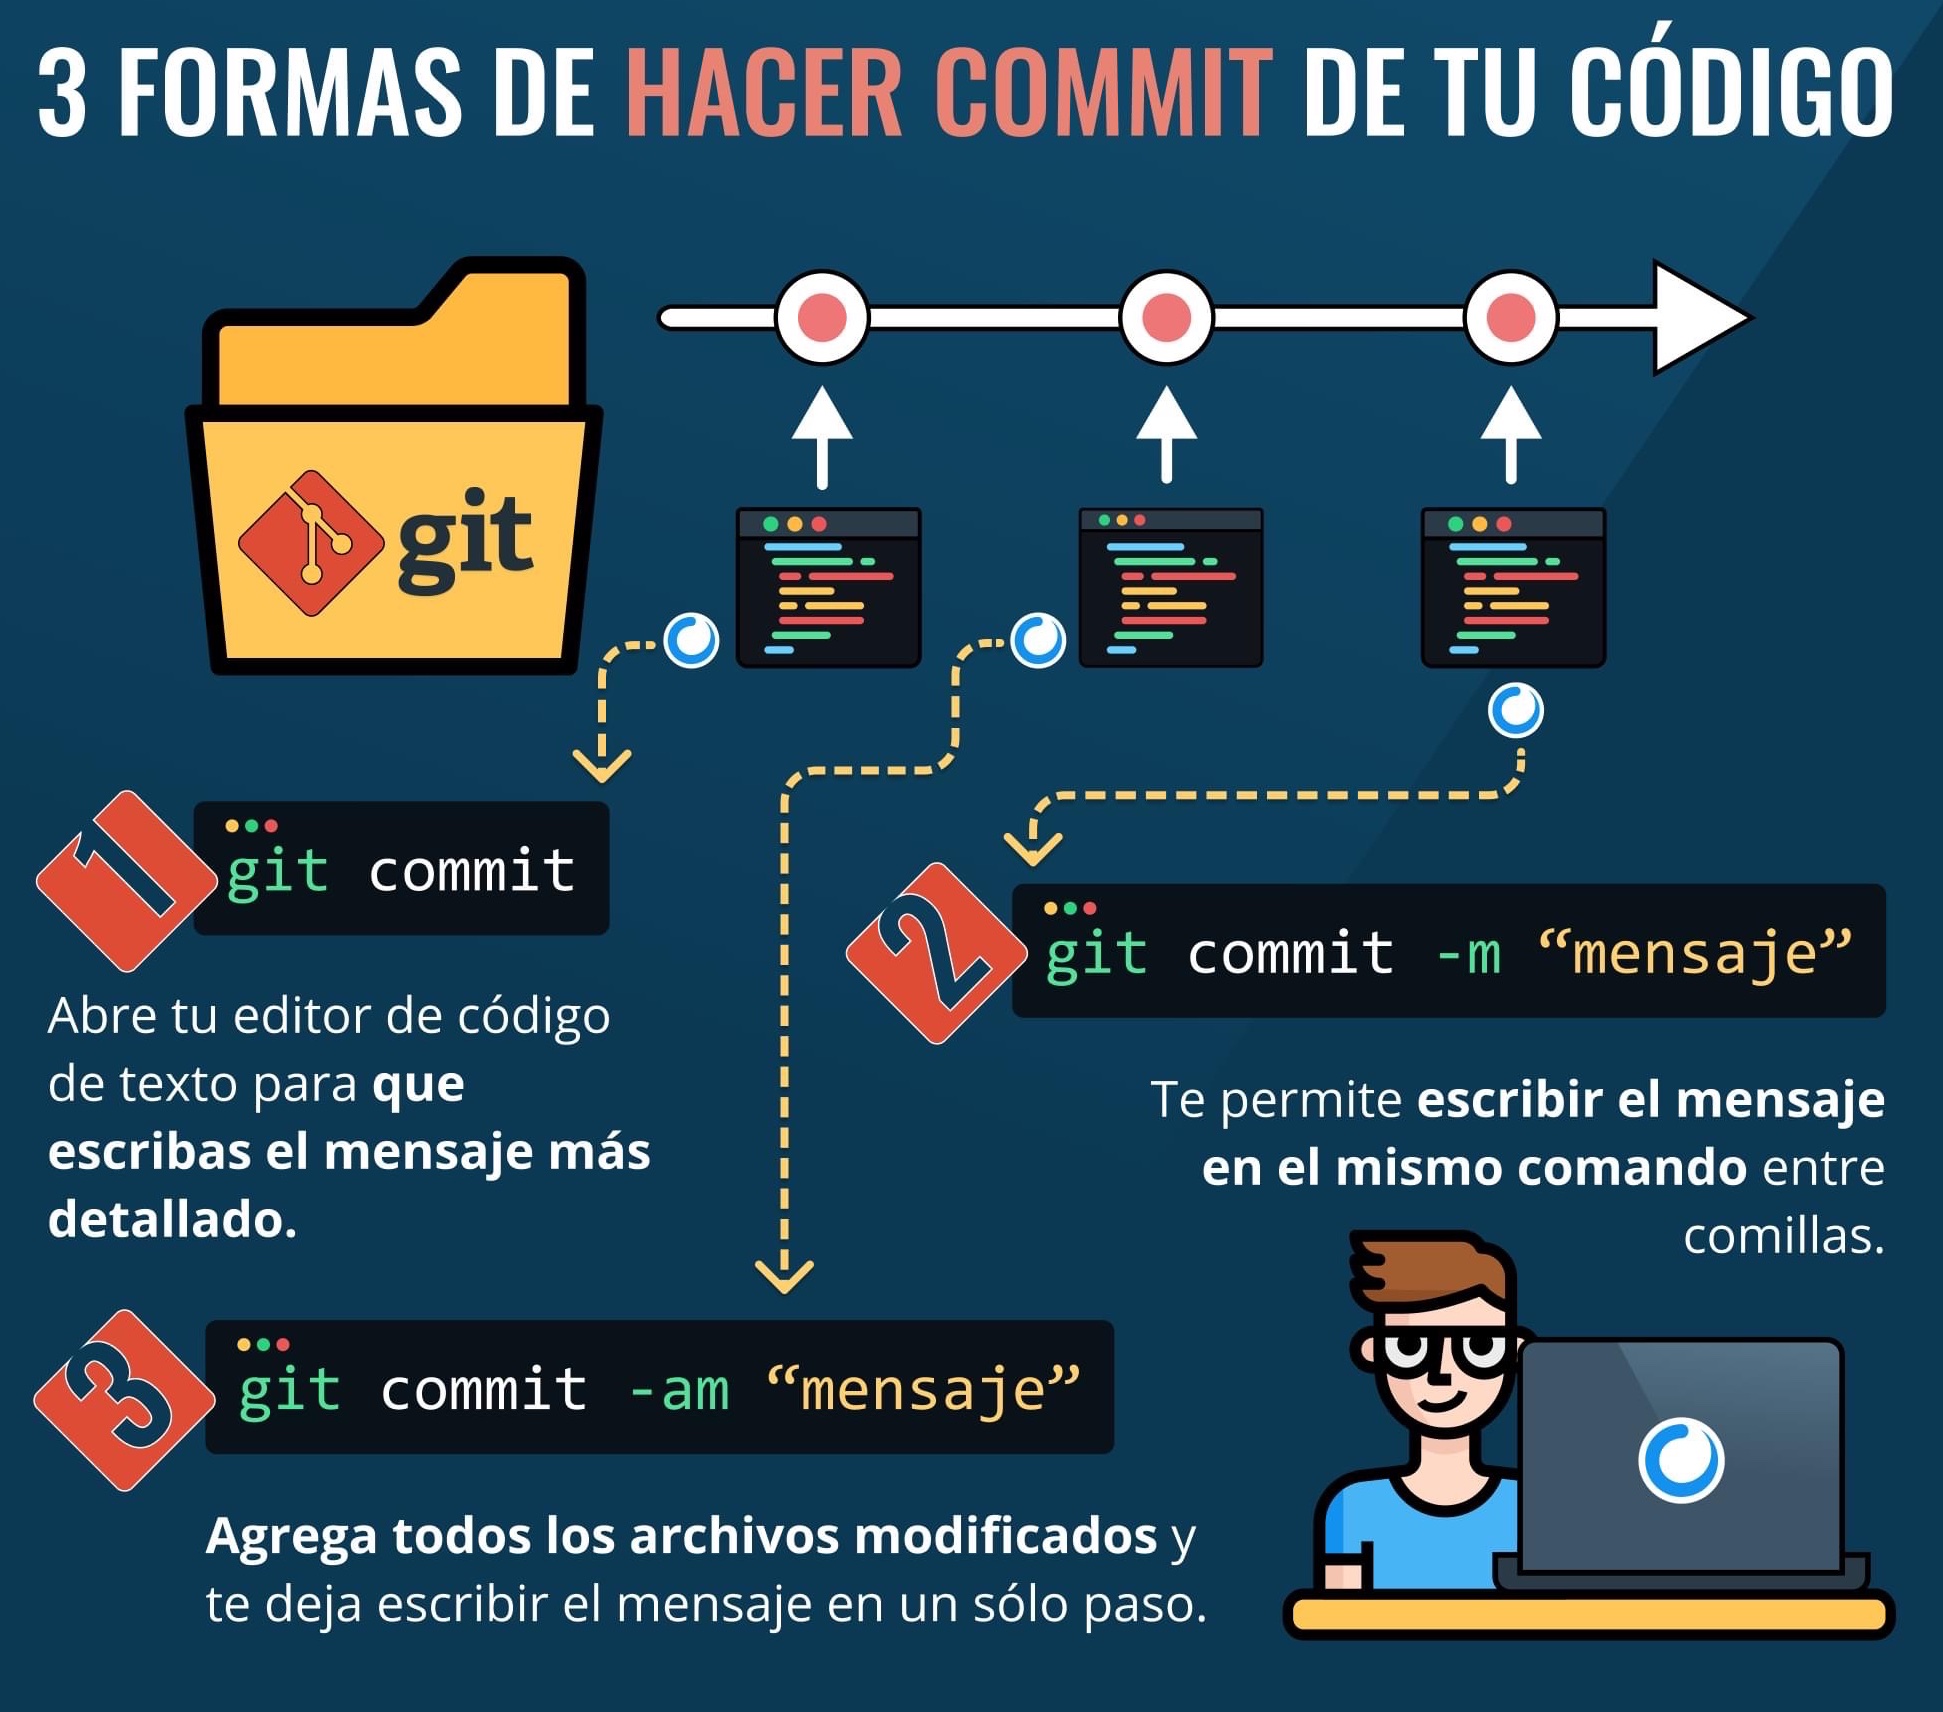 3 FORMAS DE HACER COMMIT DE TU CÓDIGO
git
1
git commit
Abre tu editor de código
de texto para que
escribas el mensaje más
detallado.
2
git commit -m “mensaje”
Te permite escribir el mensaje
en el mismo comando entre
comillas.
3
git commit -am “mensaje”
Agrega todos los archivos modificados y
te deja escribir el mensaje en un sólo paso.